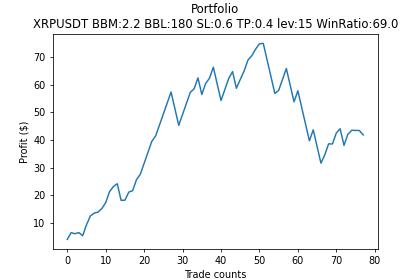 Portfolio
XRPUSDT BBM:2.2 BBL:180 SL:0.6 TP:0.4 lev:15 WinRatio:69.0
Profit ($)
70
60
50
40
30
20
10
0 10 20 30 40 50 60 70 80
Trade counts